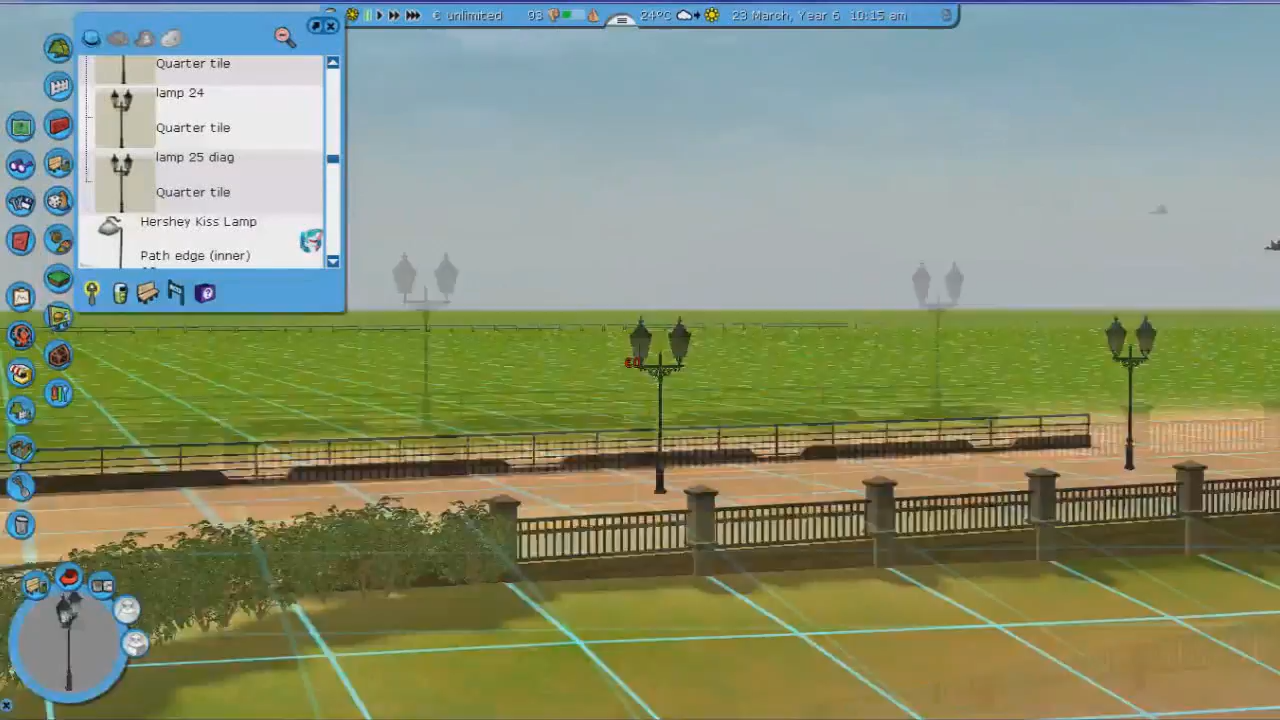 € unlimited 93 24°C 23 March, Year 6 10:15 am
Quarter tile
lamp 24
Quarter tile
lamp 25 diag
Quarter tile
Hershey Kiss Lamp
Path edge (inner)